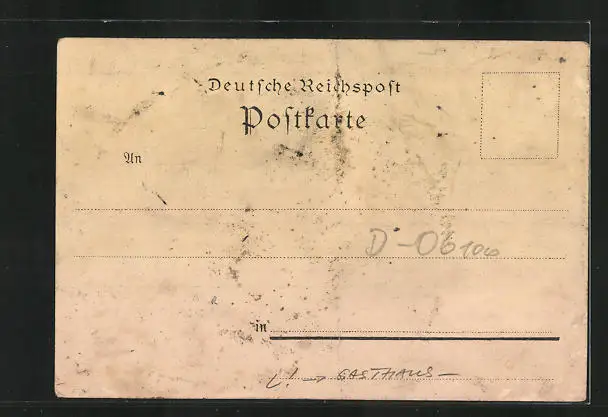 Deutſche Reichspoſt
Poſtkarte
An
D-06100
in
L! → GASTHAUS –